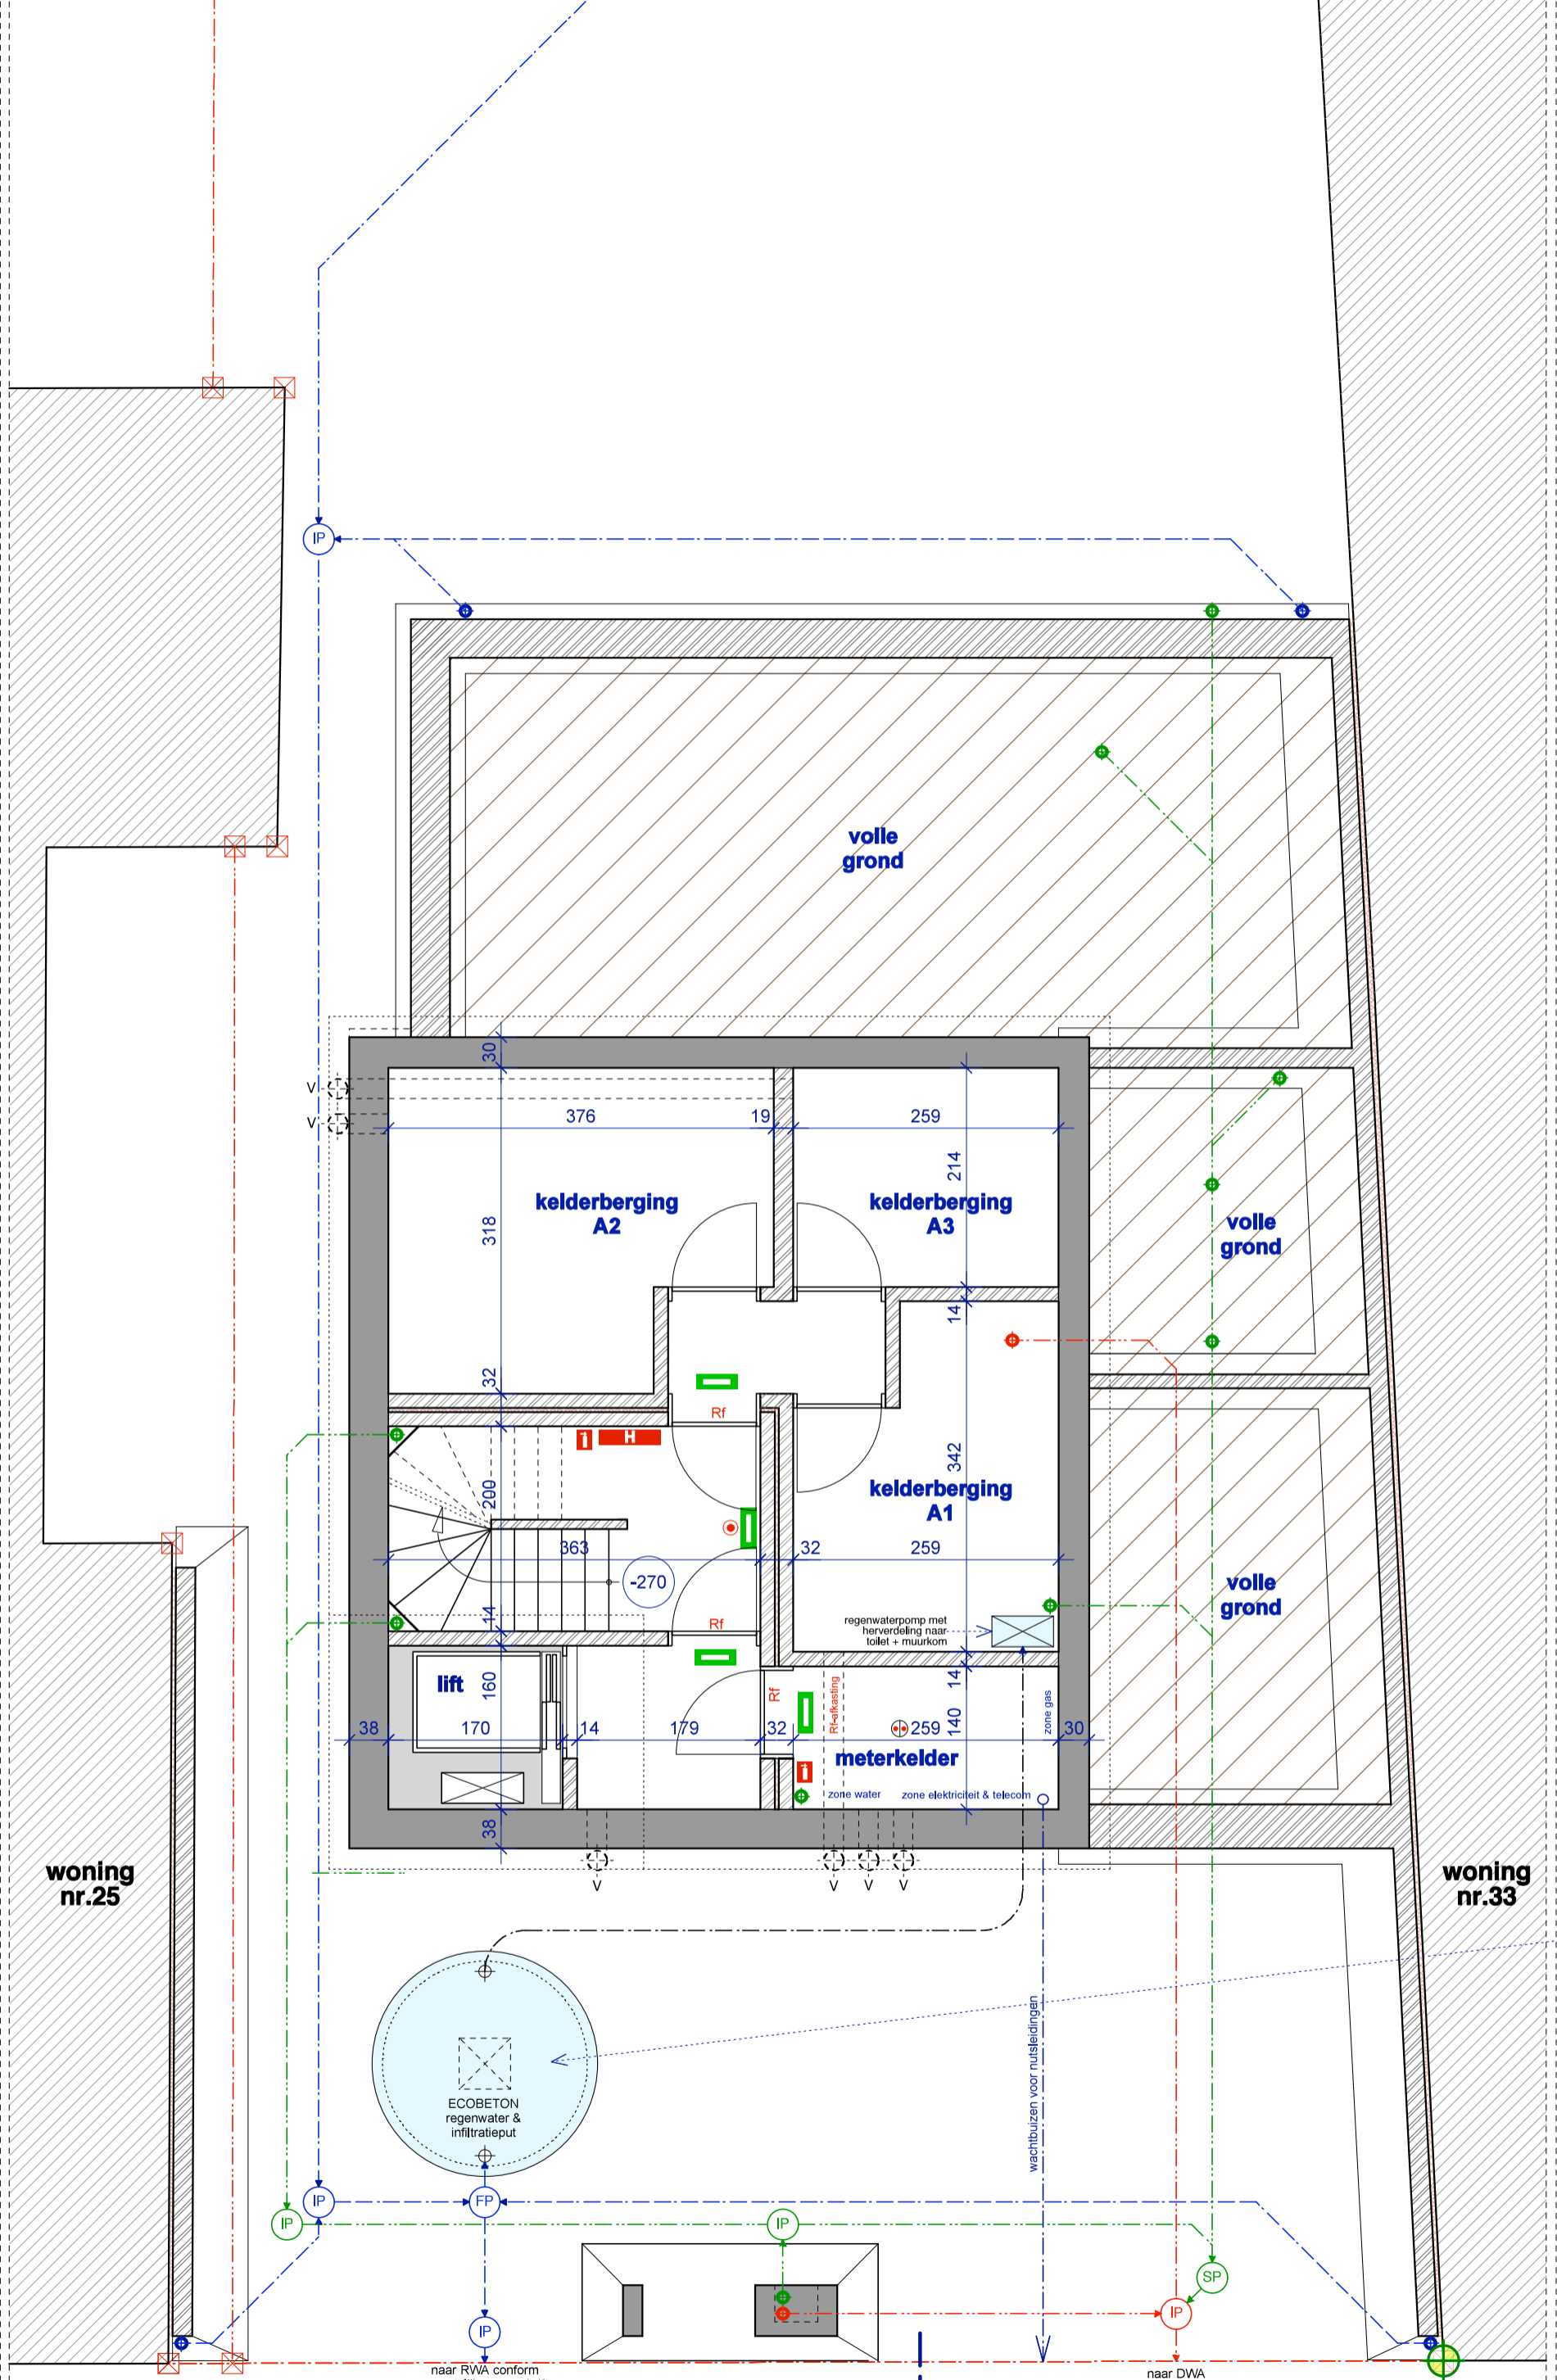 IP
volle
grond
30
V
V
376
19
259
214
kelderberging
A2
kelderberging
A3
318
volle
grond
14
32
Rf
H
342
200
kelderberging
A1
363
32
259
-270
volle
grond
14
Rf
regenwaterpomp met
herverdeling naar
toilet + muurkom
lift
160
Rf
Rf-afkasting
14
zone gas
38
170
14
179
32
259
140
30
meterkelder
zone water
zone elektriciteit & telecom
38
woning
nr.25
V
V
V
V
woning
nr.33
wachtbuizen voor nutsleidingen
ECOBETON
regenwater &
infiltratieput
IP
FP
IP
IP
SP
IP
IP
naar RWA conform
naar DWA